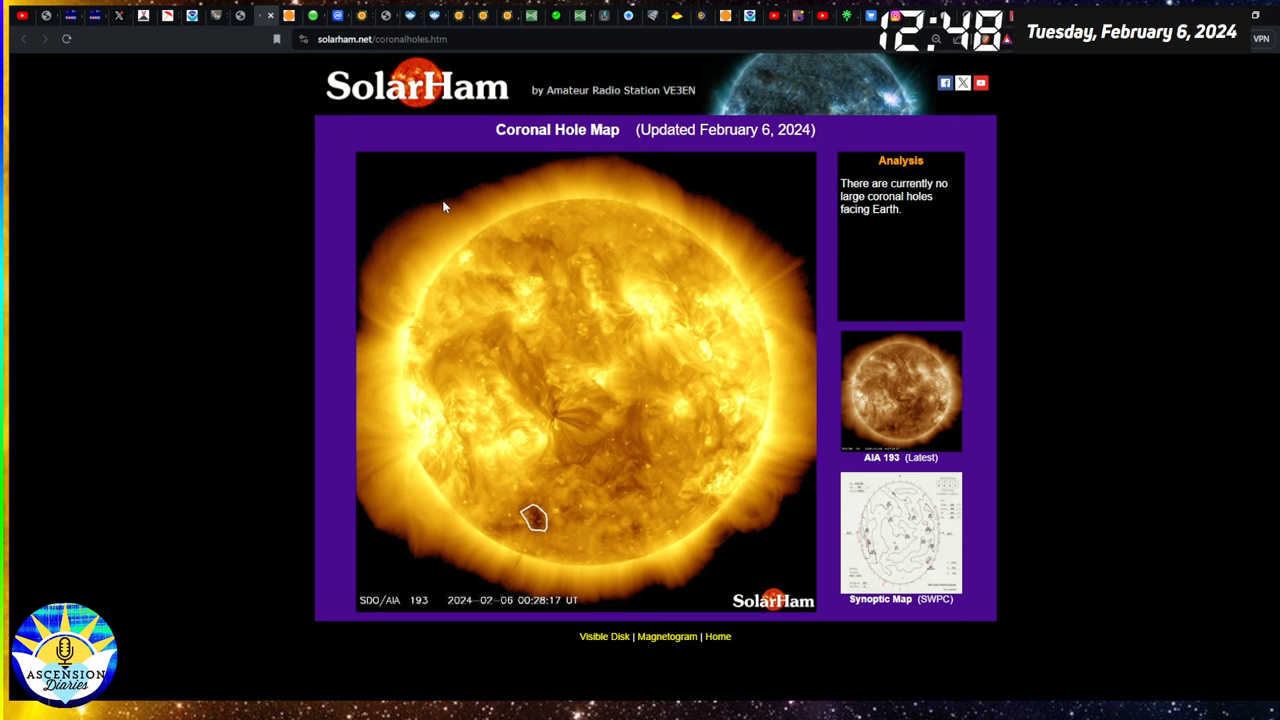 12:48
Tuesday, February 6, 2024
solarham.net/coronalholes.htm
VPN
SolarHam
by Amateur Radio Station VE3EN
Coronal Hole Map (Updated February 6, 2024)
Analysis
There are currently no
large coronal holes
facing Earth.
AIA 193 (Latest)
Synoptic Map (SWPC)
SDO/AIA 193 2024-02-06 00:28:17 UT
SolarHam
Visible Disk | Magnetogram | Home
ASCENSION
Diaries